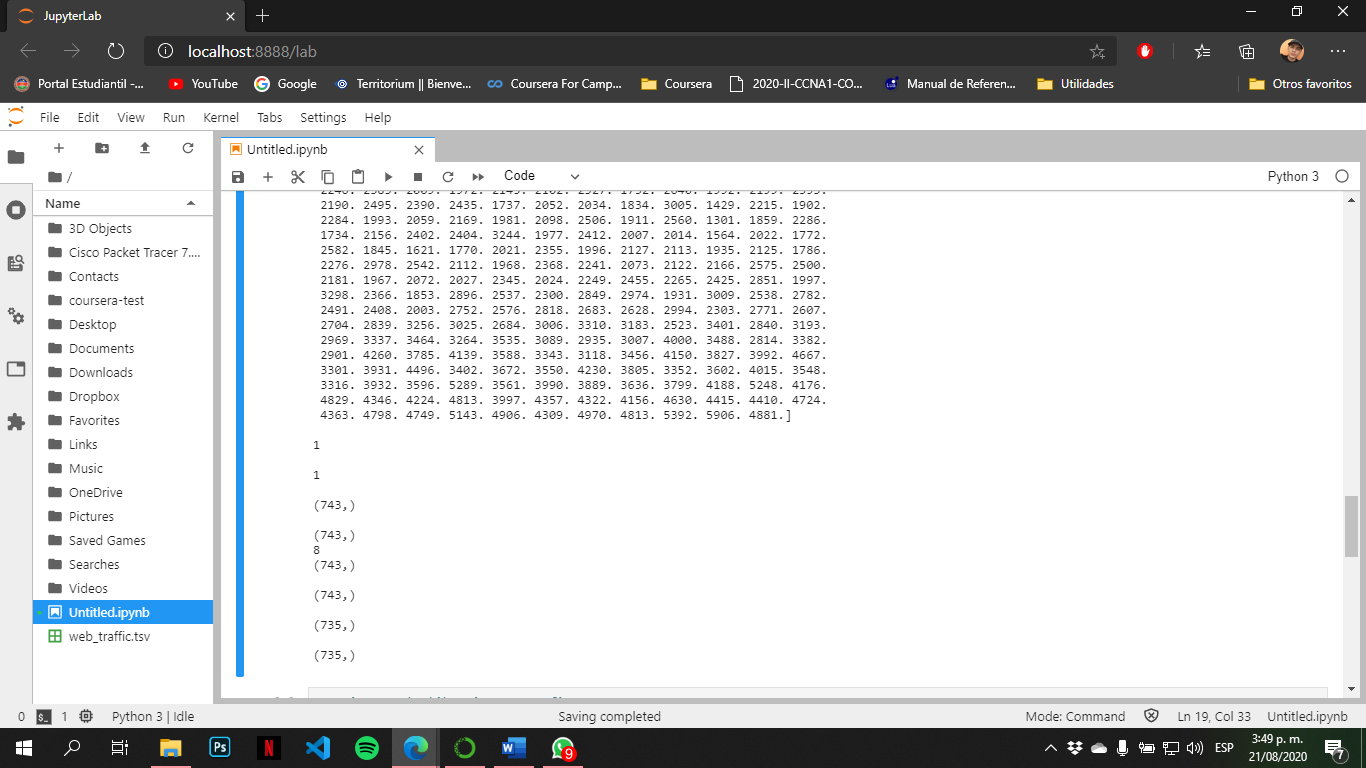 JupyterLab
localhost:8888/lab
Portal Estudiantil -...
YouTube
Google
Territorium || Bienve...
Coursera For Camp...
Coursera
2020-II-CCNA1-CO...
Manual de Referen...
Utilidades
Otros favoritos
File Edit View Run Kernel Tabs Settings Help
Untitled.ipynb
/
Code
Python 3
Name
3D Objects
Cisco Packet Tracer 7....
Contacts
coursera-test
Desktop
Documents
Downloads
Dropbox
Favorites
Links
Music
OneDrive
Pictures
Saved Games
Searches
Videos
Untitled.ipynb
web_traffic.tsv
2190. 2495. 2390. 2435. 1737. 2052. 2034. 1834. 3005. 1429. 2215. 1902.
2284. 1993. 2059. 2169. 1981. 2098. 2506. 1911. 2560. 1301. 1859. 2286.
1734. 2156. 2402. 2404. 3244. 1977. 2412. 2007. 2014. 1564. 2022. 1772.
2582. 1845. 1621. 1770. 2021. 2355. 1996. 2127. 2113. 1935. 2125. 1786.
2276. 2978. 2542. 2112. 1968. 2368. 2241. 2073. 2122. 2166. 2575. 2500.
2181. 1967. 2072. 2027. 2345. 2024. 2249. 2455. 2265. 2425. 2851. 1997.
3298. 2366. 1853. 2896. 2537. 2300. 2849. 2974. 1931. 3009. 2538. 2782.
2491. 2408. 2003. 2752. 2576. 2818. 2683. 2628. 2994. 2303. 2771. 2607.
2704. 2839. 3256. 3025. 2684. 3006. 3310. 3183. 2523. 3401. 2840. 3193.
2969. 3337. 3464. 3264. 3535. 3089. 2935. 3007. 4000. 3488. 2814. 3382.
2901. 4260. 3785. 4139. 3588. 3343. 3118. 3456. 4150. 3827. 3992. 4667.
3301. 3931. 4496. 3402. 3672. 3550. 4230. 3805. 3352. 3602. 4015. 3548.
3316. 3932. 3596. 5289. 3561. 3990. 3889. 3636. 3799. 4188. 5248. 4176.
4829. 4346. 4224. 4813. 3997. 4357. 4322. 4156. 4630. 4415. 4410. 4724.
4363. 4798. 4749. 5143. 4906. 4309. 4970. 4813. 5392. 5906. 4881.]
1
1
(743,)
(743,)
8
(743,)
(743,)
(735,)
(735,)
0 1 Python 3 | Idle
Saving completed
Mode: Command
Ln 19, Col 33
Untitled.ipynb
Ps
N
9
ESP
3:49 p. m.
21/08/2020
7